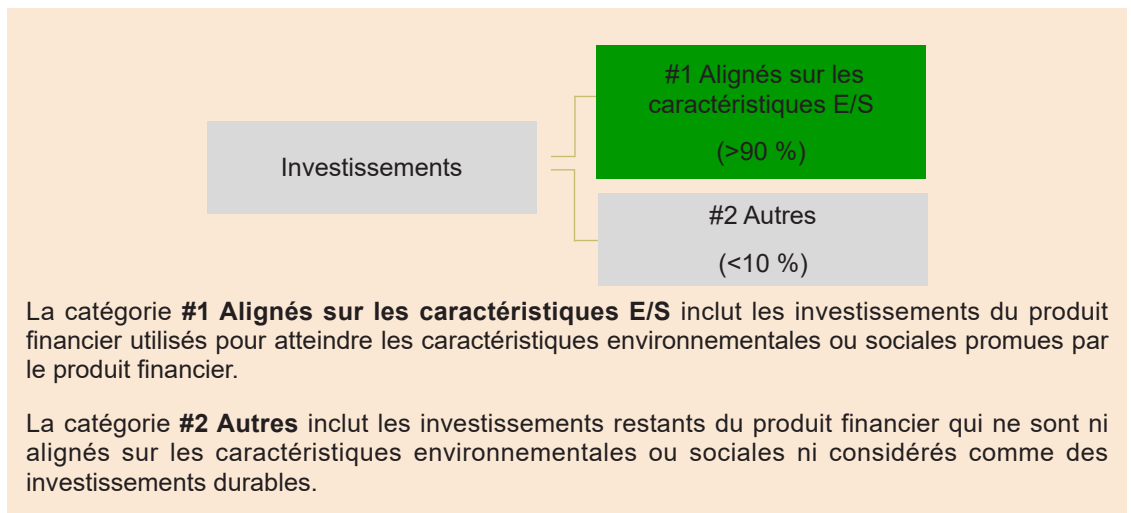 #1 Alignés sur les
caractéristiques E/S
(>90 %)
Investissements
#2 Autres
(<10 %)
La catégorie #1 Alignés sur les caractéristiques E/S inclut les investissements du produit
financier utilisés pour atteindre les caractéristiques environnementales ou sociales promues par
le produit financier.
La catégorie #2 Autres inclut les investissements restants du produit financier qui ne sont ni
alignés sur les caractéristiques environnementales ou sociales ni considérés comme des
investissements durables.